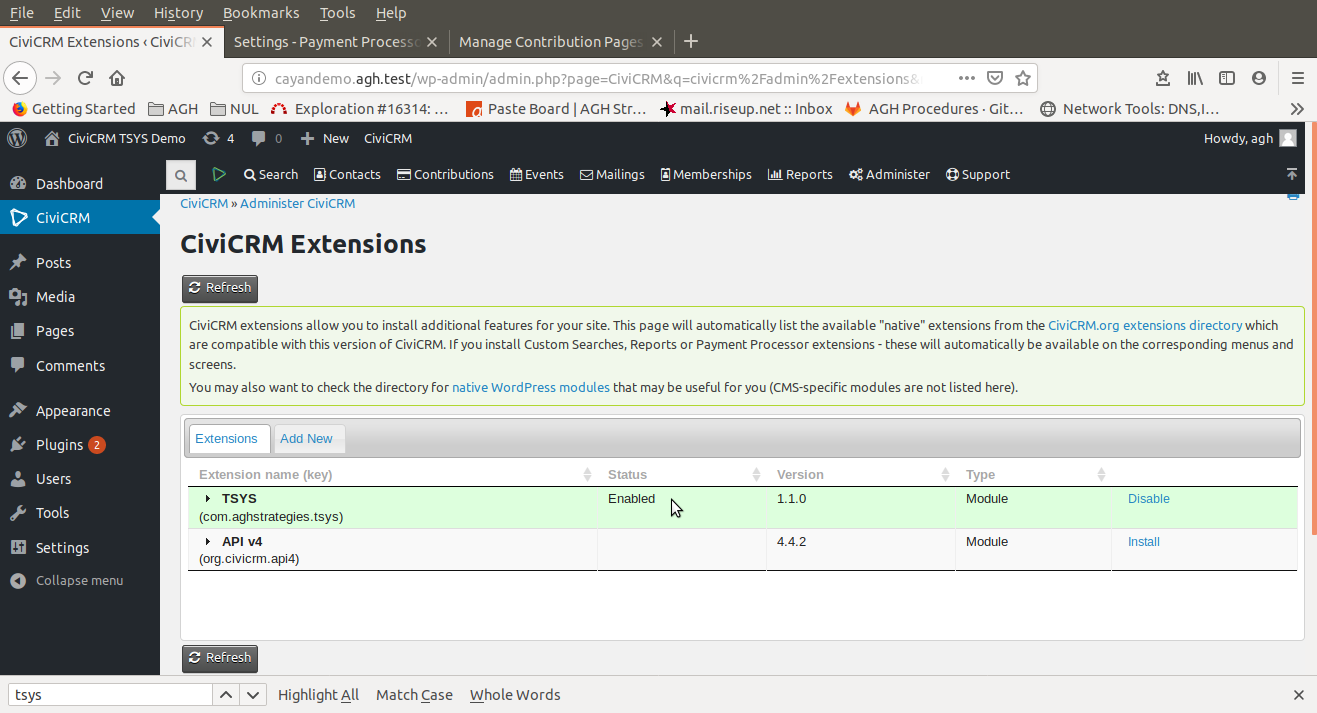 File Edit View History Bookmarks Tools Help
CiviCRM Extensions ‹ CiviCR
Settings - Payment Processo
Manage Contribution Pages
cayandemo.agh.test/wp-admin/admin.php?page=CiviCRM&q=civicrm%2Fadmin%2Fextensions&
Getting Started AGH NUL Exploration #16314: … Paste Board | AGH Str… mail.riseup.net :: Inbox AGH Procedures · Git… Network Tools: DNS,I…
CiviCRM TSYS Demo 4 0 New CiviCRM Howdy, agh
Search Contacts Contributions Events Mailings Memberships Reports Administer Support
Dashboard
CiviCRM
Posts
Media
Pages
Comments
Appearance
Plugins 2
Users
Tools
Settings
Collapse menu
CiviCRM » Administer CiviCRM
CiviCRM Extensions
Refresh
CiviCRM extensions allow you to install additional features for your site. This page will automatically list the available "native" extensions from the CiviCRM.org extensions directory which
are compatible with this version of CiviCRM. If you install Custom Searches, Reports or Payment Processor extensions - these will automatically be available on the corresponding menus and
screens.
You may also want to check the directory for native WordPress modules that may be useful for you (CMS-specific modules are not listed here).
Extensions Add New
Extension name (key) Status Version Type
TSYS Enabled 1.1.0 Module Disable
(com.aghstrategies.tsys)
API v4 4.4.2 Module Install
(org.civicrm.api4)
Refresh
tsys Highlight All Match Case Whole Words